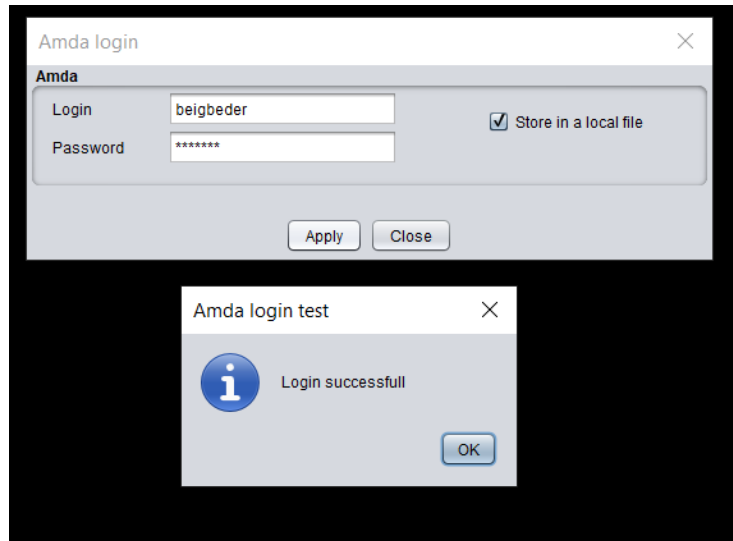 Amda login
Amda
Login beigbeder
Store in a local file
Password *******
Apply Close
Amda login test
Login successfull
OK